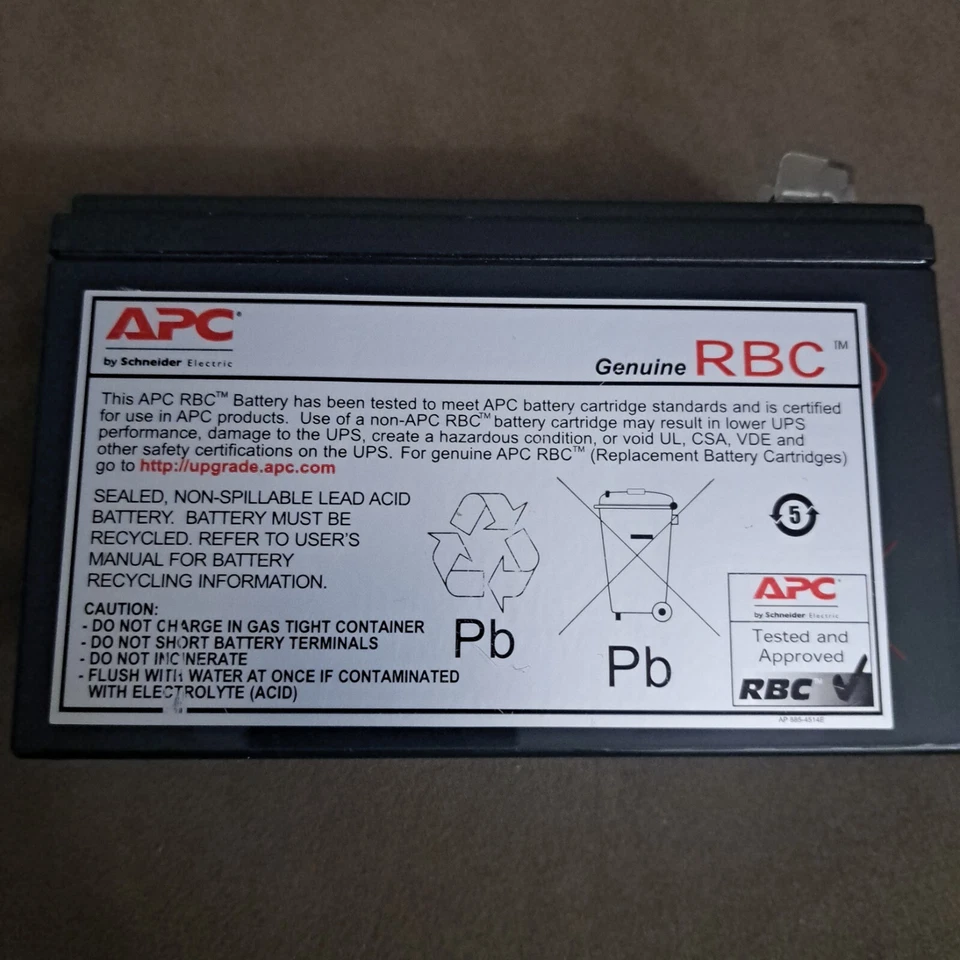 APC
by Schneider Electric
Genuine RBC™
This APC RBC™ Battery has been tested to meet APC battery cartridge standards and is certified
for use in APC products. Use of a non-APC RBC™ battery cartridge may result in lower UPS
performance, damage to the UPS, create a hazardous condition, or void UL, CSA, VDE and
other safety certifications on the UPS. For genuine APC RBC™ (Replacement Battery Cartridges)
go to http://upgrade.apc.com
SEALED, NON-SPILLABLE LEAD ACID
BATTERY. BATTERY MUST BE
RECYCLED. REFER TO USER'S
MANUAL FOR BATTERY
RECYCLING INFORMATION.
CAUTION:
- DO NOT CHARGE IN GAS TIGHT CONTAINER
- DO NOT SHORT BATTERY TERMINALS
- DO NOT INCINERATE
- FLUSH WITH WATER AT ONCE IF CONTAMINATED
WITH ELECTROLYTE (ACID)
Pb
Pb
5
APC
by Schneider Electric
Tested and
Approved
RBC™
AP 985-4514E